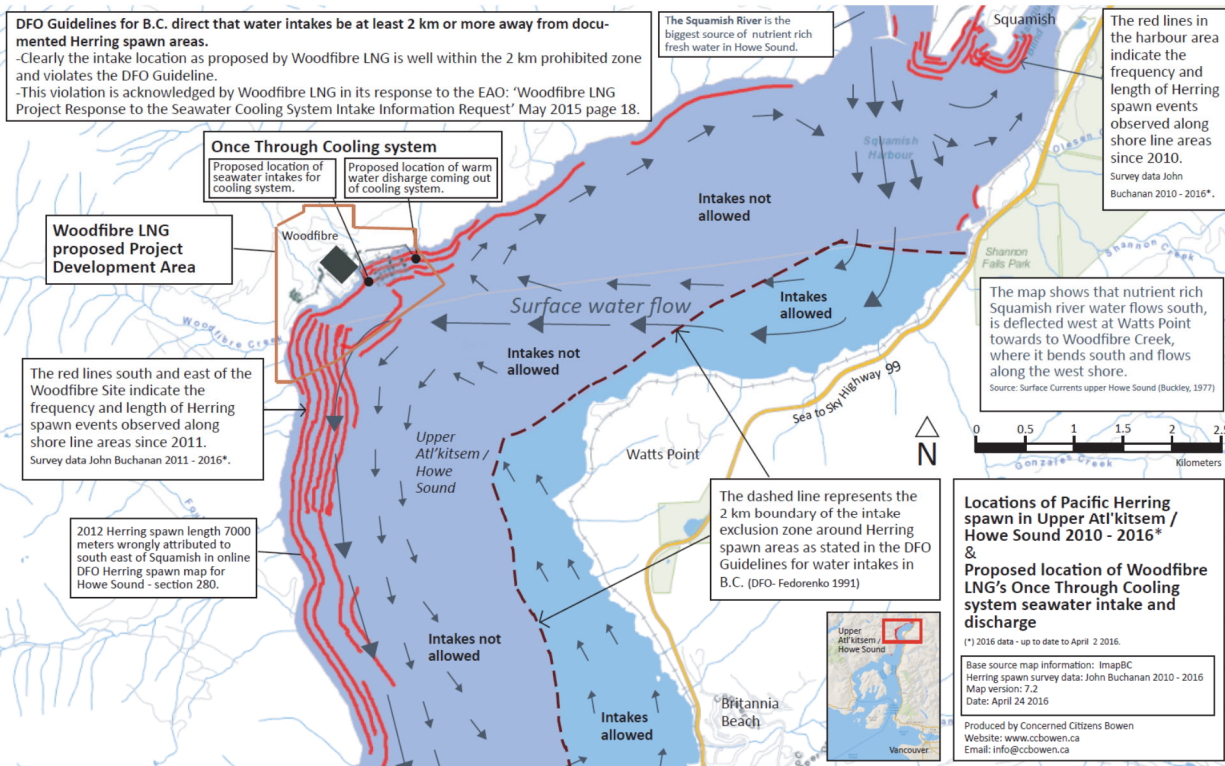 DFO Guidelines for B.C. direct that water intakes be at least 2 km or more away from docu-
mented Herring spawn areas.
-Clearly the intake location as proposed by Woodfibre LNG is well within the 2 km prohibited zone
and violates the DFO Guideline.
-This violation is acknowledged by Woodfibre LNG in its response to the EAO: ‘Woodfibre LNG
Project Response to the Seawater Cooling System Intake Information Request’ May 2015 page 18.
The Squamish River is the
biggest source of nutrient rich
fresh water in Howe Sound.
Squamish
The red lines in
the harbour area
indicate the
frequency and
length of Herring
spawn events
observed along
shore line areas
since 2010.
Survey data John
Buchanan 2010 - 2016*.
Once Through Cooling system
Proposed location of
seawater intakes for
cooling system.
Proposed location of warm
water disharge coming out
of cooling system.
Squamish
Harbour
Olesen
Intakes not
allowed
Woodfibre LNG
proposed Project
Development Area
Woodfibre
Shannon
Falls Park
Shannon
Creek
Surface water flow
Intakes
allowed
The map shows that nutrient rich
Squamish river water flows south,
is deflected west at Watts Point
towards to Woodfibre Creek,
where it bends south and flows
along the west shore.
Source: Surface Currents upper Howe Sound (Buckley, 1977)
Woodfibre Creek
Intakes not
allowed
The red lines south and east of the
Woodfibre Site indicate the
frequency and length of Herring
spawn events observed along
shore line areas since 2011.
Survey data John Buchanan 2011 - 2016*.
Sea to Sky Highway 99
N
0 0.5 1 1.5 2 2.5
Kilometers
Gonzales Creek
Upper
Atl’kitsem /
Howe
Sound
Watts Point
The dashed line represents the
2 km boundary of the intake
exclusion zone around Herring
spawn areas as stated in the DFO
Guidelines for water intakes in
B.C. (DFO- Fedorenko 1991)
2012 Herring spawn length 7000
meters wrongly attributed to
south east of Squamish in online
DFO Herring spawn map for
Howe Sound - section 280.
Locations of Pacific Herring
spawn in Upper Atl'kitsem /
Howe Sound 2010 - 2016*
&
Proposed location of Woodfibre
LNG’s Once Through Cooling
system seawater intake and
discharge
(*) 2016 data - up to date to April 2 2016.
Upper
Atl’kitsem /
Howe Sound
Vancouver
Intakes not
allowed
Base source map information: ImapBC
Herring spawn survey data: John Buchanan 2010 - 2016
Map version: 7.2
Date: April 24 2016
Britannia
Beach
Intakes
allowed
Produced by Concerned Citizens Bowen
Website: www.ccbowen.ca
Email: info@ccbowen.ca